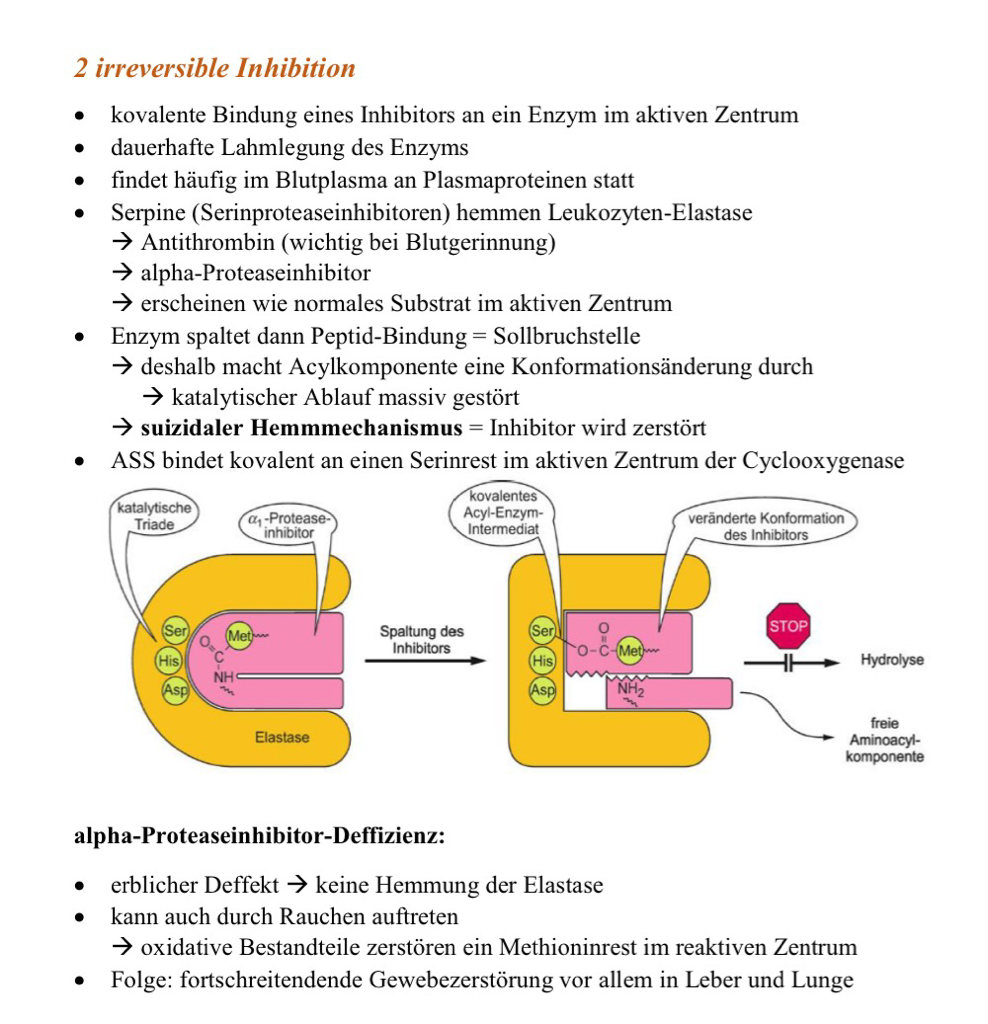 2 irreversible Inhibition
• kovalente Bindung eines Inhibitors an ein Enzym im aktiven Zentrum
• dauerhafte Lahmlegung des Enzyms
• findet häufig im Blutplasma an Plasmaproteinen statt
• Serpine (Serinproteaseinhibitoren) hemmen Leukozyten-Elastase
→ Antithrombin (wichtig bei Blutgerinnung)
→ alpha-Proteaseinhibitor
→ erscheinen wie normales Substrat im aktiven Zentrum
• Enzym spaltet dann Peptid-Bindung = Sollbruchstelle
→ deshalb macht Acylkomponente eine Konformationsänderung durch
→ katalytischer Ablauf massiv gestört
→ suizidaler Hemmmechanismus = Inhibitor wird zerstört
• ASS bindet kovalent an einen Serinrest im aktiven Zentrum der Cyclooxygenase
katalytische
Triade
α₁-Protease-
inhibitor
kovalentes
Acyl-Enzym-
Intermediat
veränderte Konformation
des Inhibitors
Ser
His
Asp
O
C
Met
NH
Elastase
Spaltung des
Inhibitors
Ser
His
Asp
O
O-C-Met
NH₂
STOP
Hydrolyse
freie
Aminoacyl-
komponente
alpha-Proteaseinhibitor-Deffizienz:
• erblicher Deffekt → keine Hemmung der Elastase
• kann auch durch Rauchen auftreten
→ oxidative Bestandteile zerstören ein Methioninrest im reaktiven Zentrum
• Folge: fortschreitendende Gewebezerstörung vor allem in Leber und Lunge